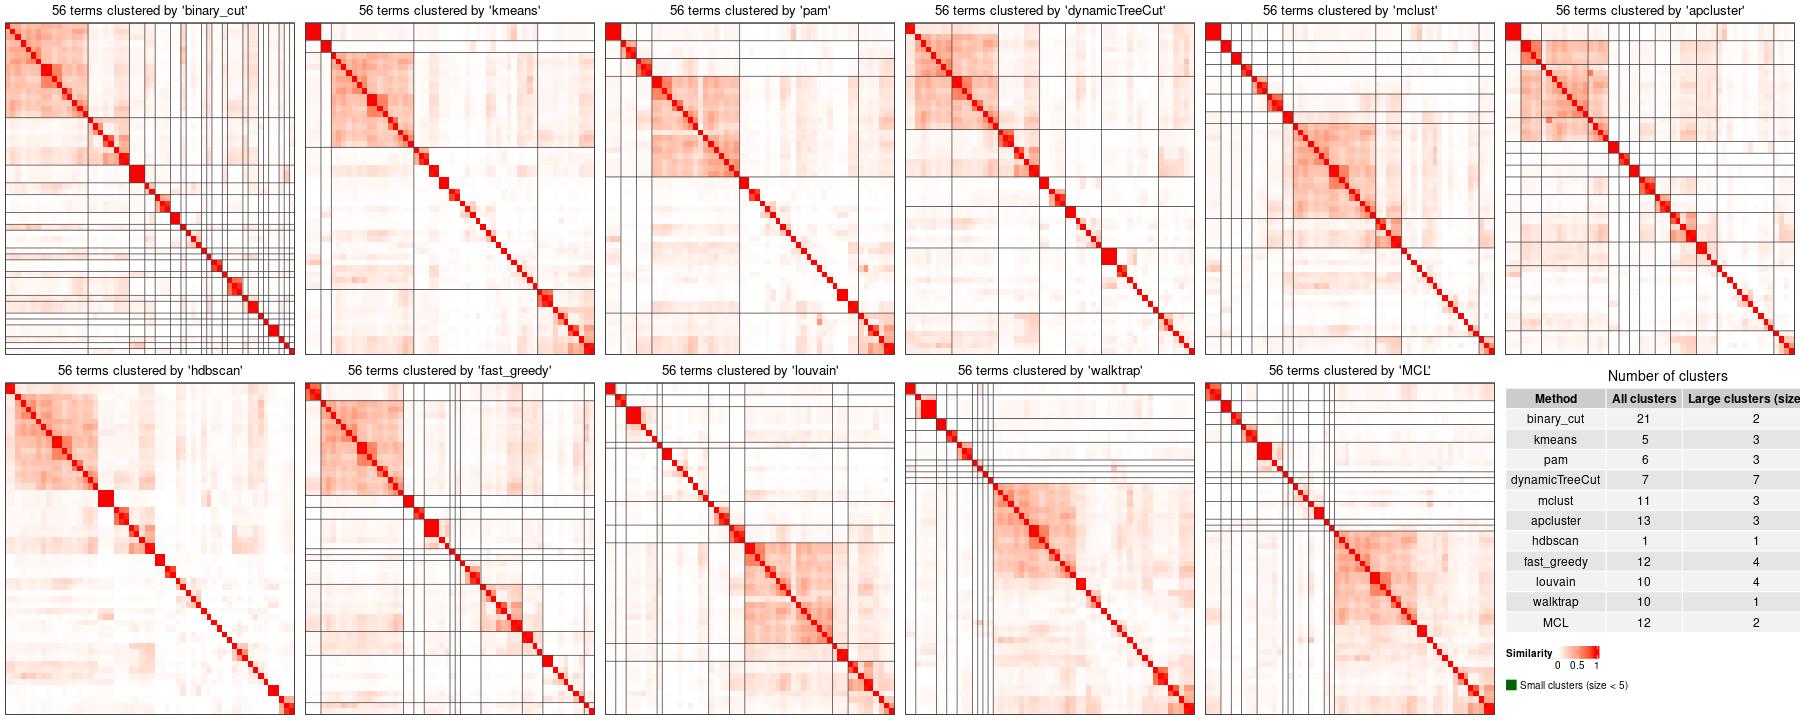 56 terms clustered by 'binary_cut'
56 terms clustered by 'kmeans'
56 terms clustered by 'pam'
56 terms clustered by 'dynamicTreeCut'
56 terms clustered by 'mclust'
56 terms clustered by 'apcluster'
56 terms clustered by 'hdbscan'
56 terms clustered by 'fast_greedy'
56 terms clustered by 'louvain'
56 terms clustered by 'walktrap'
56 terms clustered by 'MCL'
Number of clusters
Method All clusters Large clusters (size
binary_cut 21 2
kmeans 5 3
pam 6 3
dynamicTreeCut 7 7
mclust 11 3
apcluster 13 3
hdbscan 1 1
fast_greedy 12 4
louvain 10 4
walktrap 10 1
MCL 12 2
Similarity
0 0.5 1
Small clusters (size < 5)